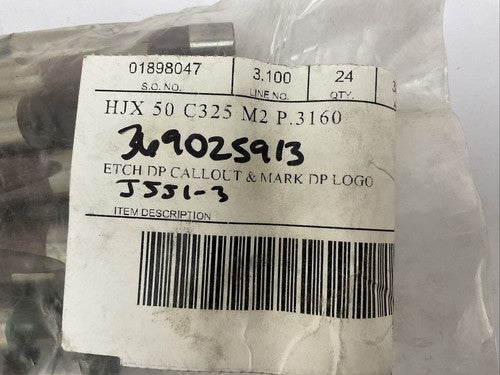 01898047 3.100 24
S.O. NO. LINE NO. QTY.
HJX 50 C325 M2 P.3160
369025913
ETCH DP CALLOUT & MARK DP LOGO
J551-3
ITEM DESCRIPTION